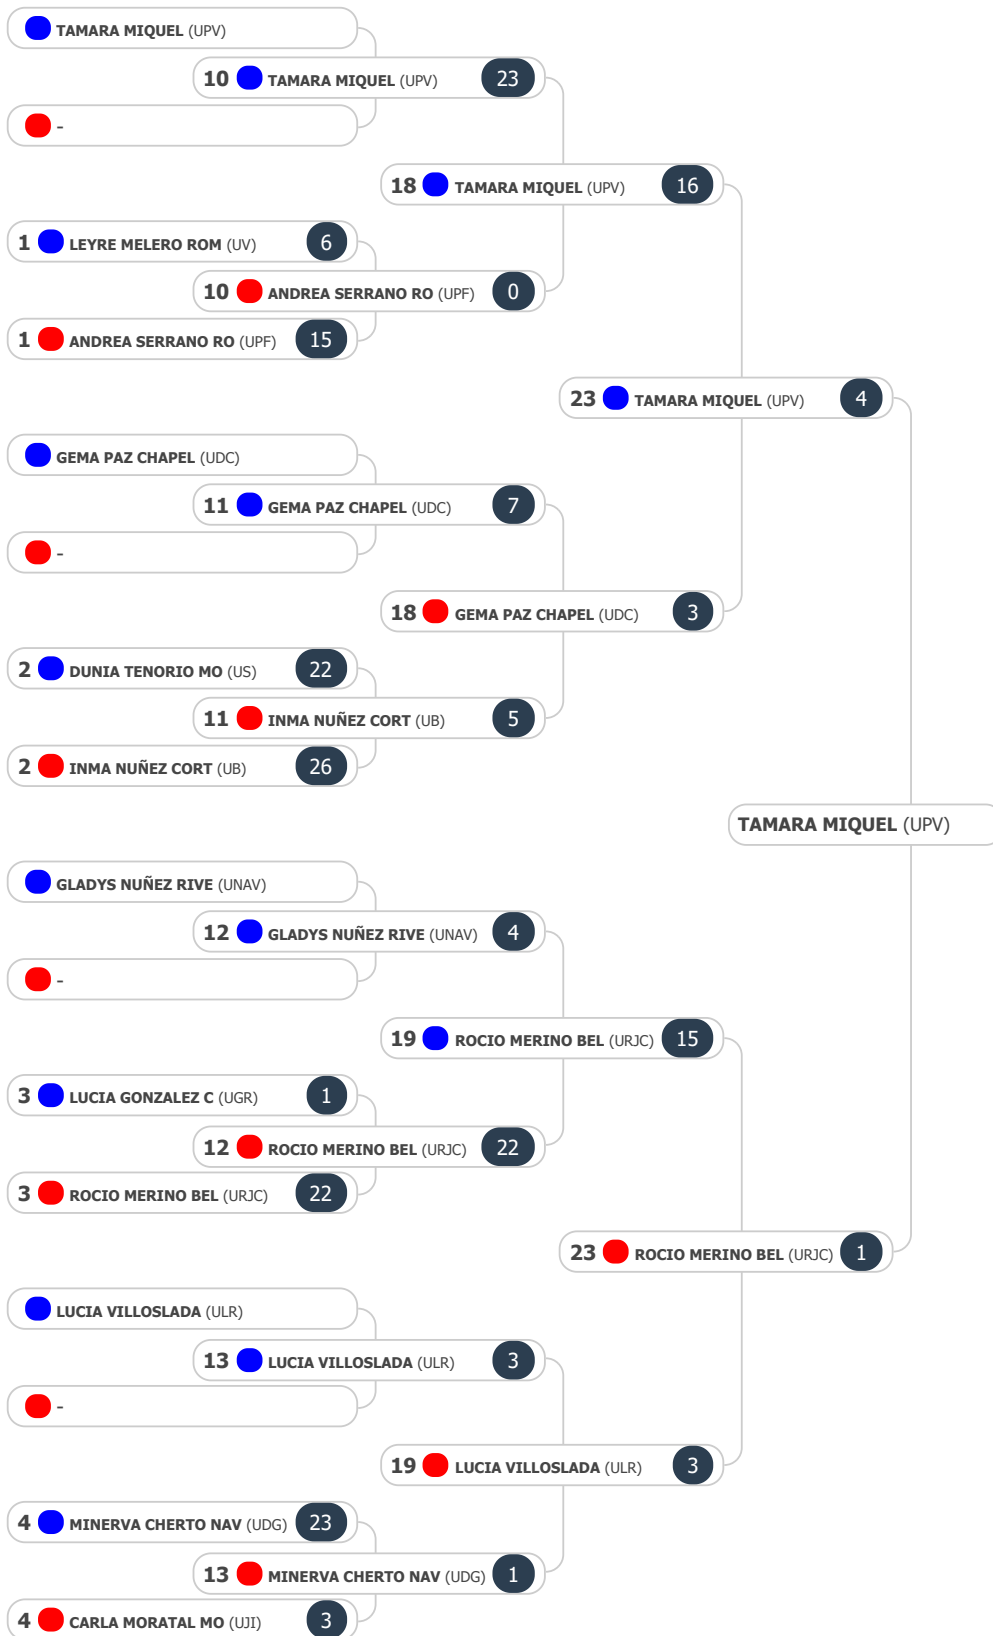 TAMARA MIQUEL (UPV)
10 TAMARA MIQUEL (UPV) 23
-
18 TAMARA MIQUEL (UPV) 16
1 LEYRE MELERO ROM (UV) 6
10 ANDREA SERRANO RO (UPF) 0
1 ANDREA SERRANO RO (UPF) 15
23 TAMARA MIQUEL (UPV) 4
GEMA PAZ CHAPEL (UDC)
11 GEMA PAZ CHAPEL (UDC) 7
-
18 GEMA PAZ CHAPEL (UDC) 3
2 DUNIA TENORIO MO (US) 22
11 INMA NUÑEZ CORT (UB) 5
2 INMA NUÑEZ CORT (UB) 26
TAMARA MIQUEL (UPV)
GLADYS NUÑEZ RIVE (UNAV)
12 GLADYS NUÑEZ RIVE (UNAV) 4
-
19 ROCIO MERINO BEL (URJC) 15
3 LUCIA GONZALEZ C (UGR) 1
12 ROCIO MERINO BEL (URJC) 22
3 ROCIO MERINO BEL (URJC) 22
23 ROCIO MERINO BEL (URJC) 1
LUCIA VILLOSLADA (ULR)
13 LUCIA VILLOSLADA (ULR) 3
-
19 LUCIA VILLOSLADA (ULR) 3
4 MINERVA CHERTO NAV (UDG) 23
13 MINERVA CHERTO NAV (UDG) 1
4 CARLA MORATAL MO (UJI) 3